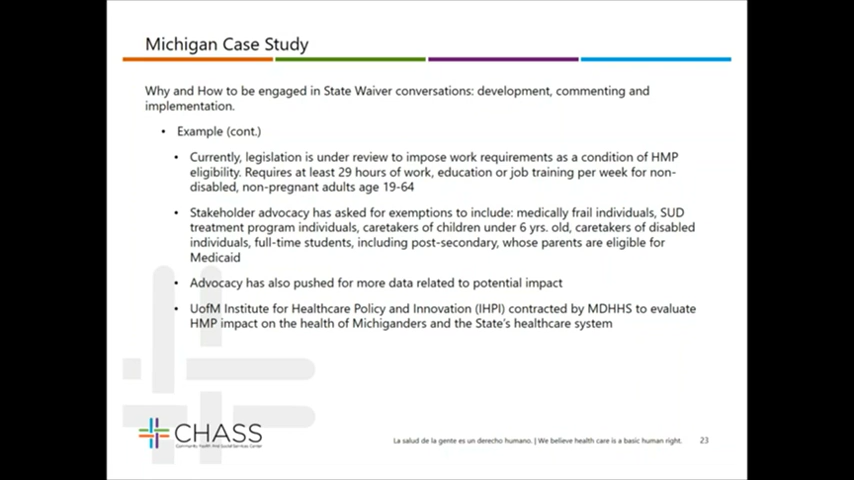 Michigan Case Study
Why and How to be engaged in State Waiver conversations: development, commenting and
implementation.
• Example (cont.)
• Currently, legislation is under review to impose work requirements as a condition of HMP
eligibility. Requires at least 29 hours of work, education or job training per week for non-
disabled, non-pregnant adults age 19-64
• Stakeholder advocacy has asked for exemptions to include: medically frail individuals, SUD
treatment program individuals, caretakers of children under 6 yrs. old, caretakers of disabled
individuals, full-time students, including post-secondary, whose parents are eligible for
Medicaid
• Advocacy has also pushed for more data related to potential impact
• UofM Institute for Healthcare Policy and Innovation (IHPI) contracted by MDHHS to evaluate
HMP impact on the health of Michiganders and the State's healthcare system
CHASS
Community Health And Social Services Center
La salud de la gente es un derecho humano. | We believe health care is a basic human right.
23